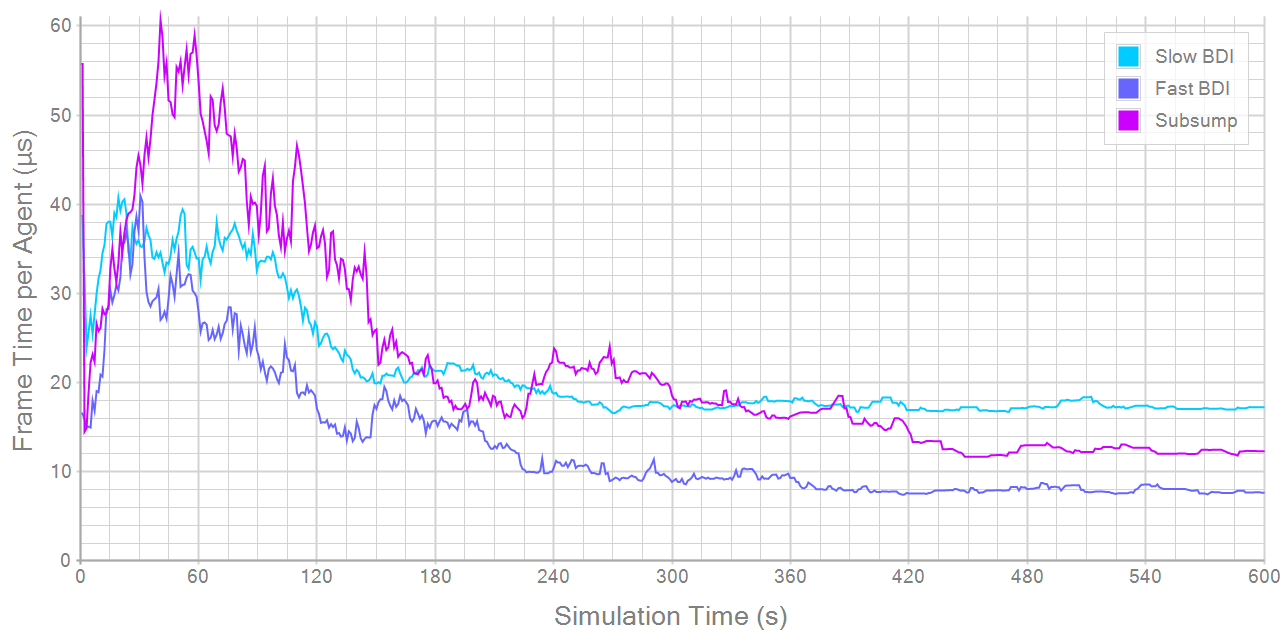 60
50
40
30
20
10
0
Frame Time per Agent (µs)
Slow BDI
Fast BDI
Subsump
0 60 120 180 240 300 360 420 480 540 600
Simulation Time (s)